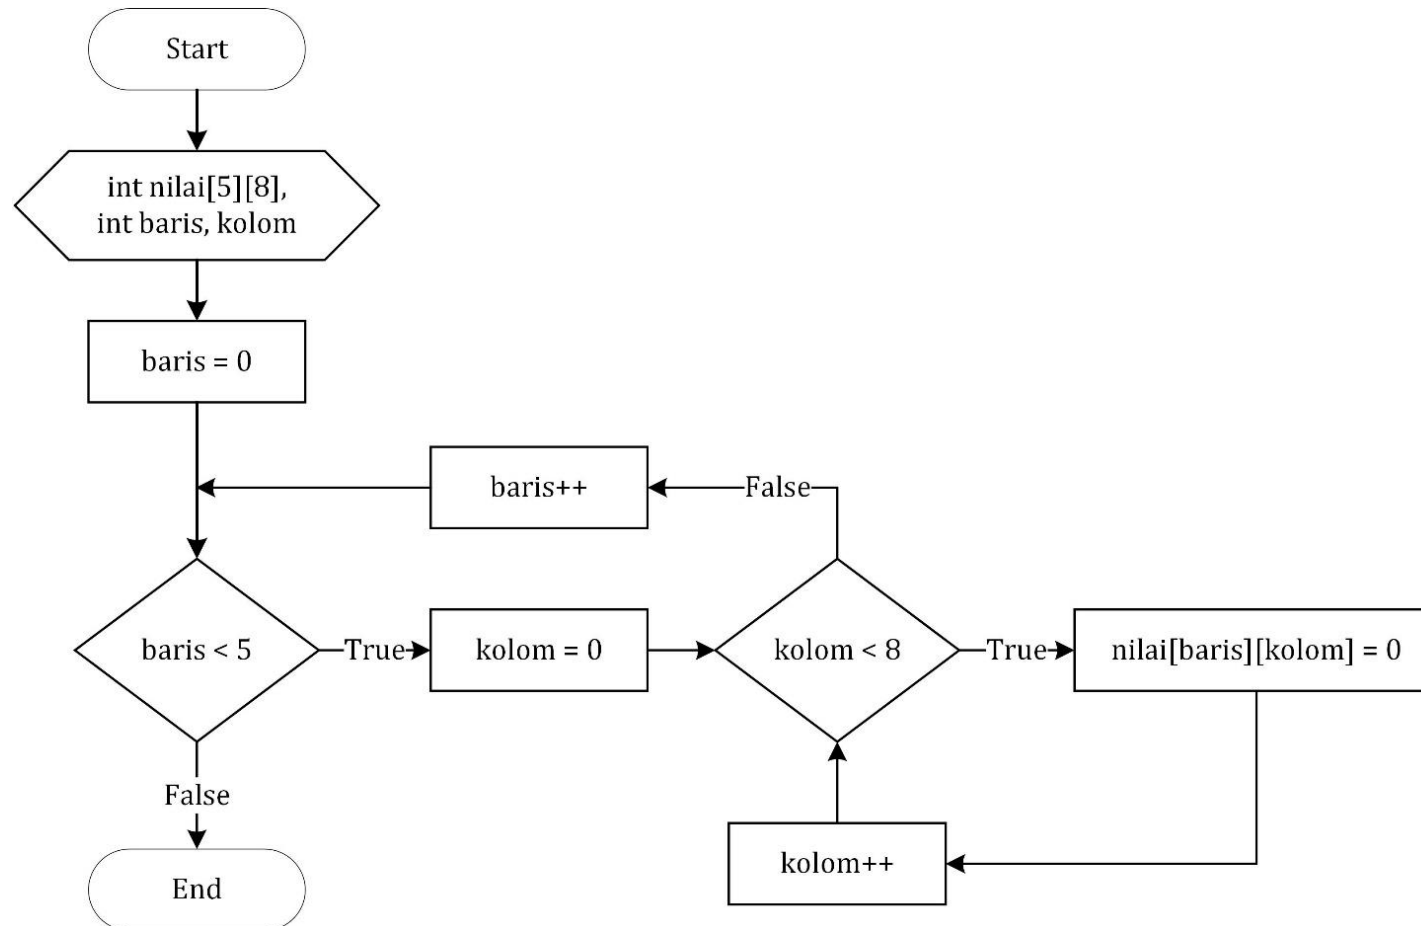 Start
int nilai[5][8],
int baris, kolom
baris = 0
baris++
False
baris < 5
True
kolom = 0
kolom < 8
True
nilai[baris][kolom] = 0
False
kolom++
End